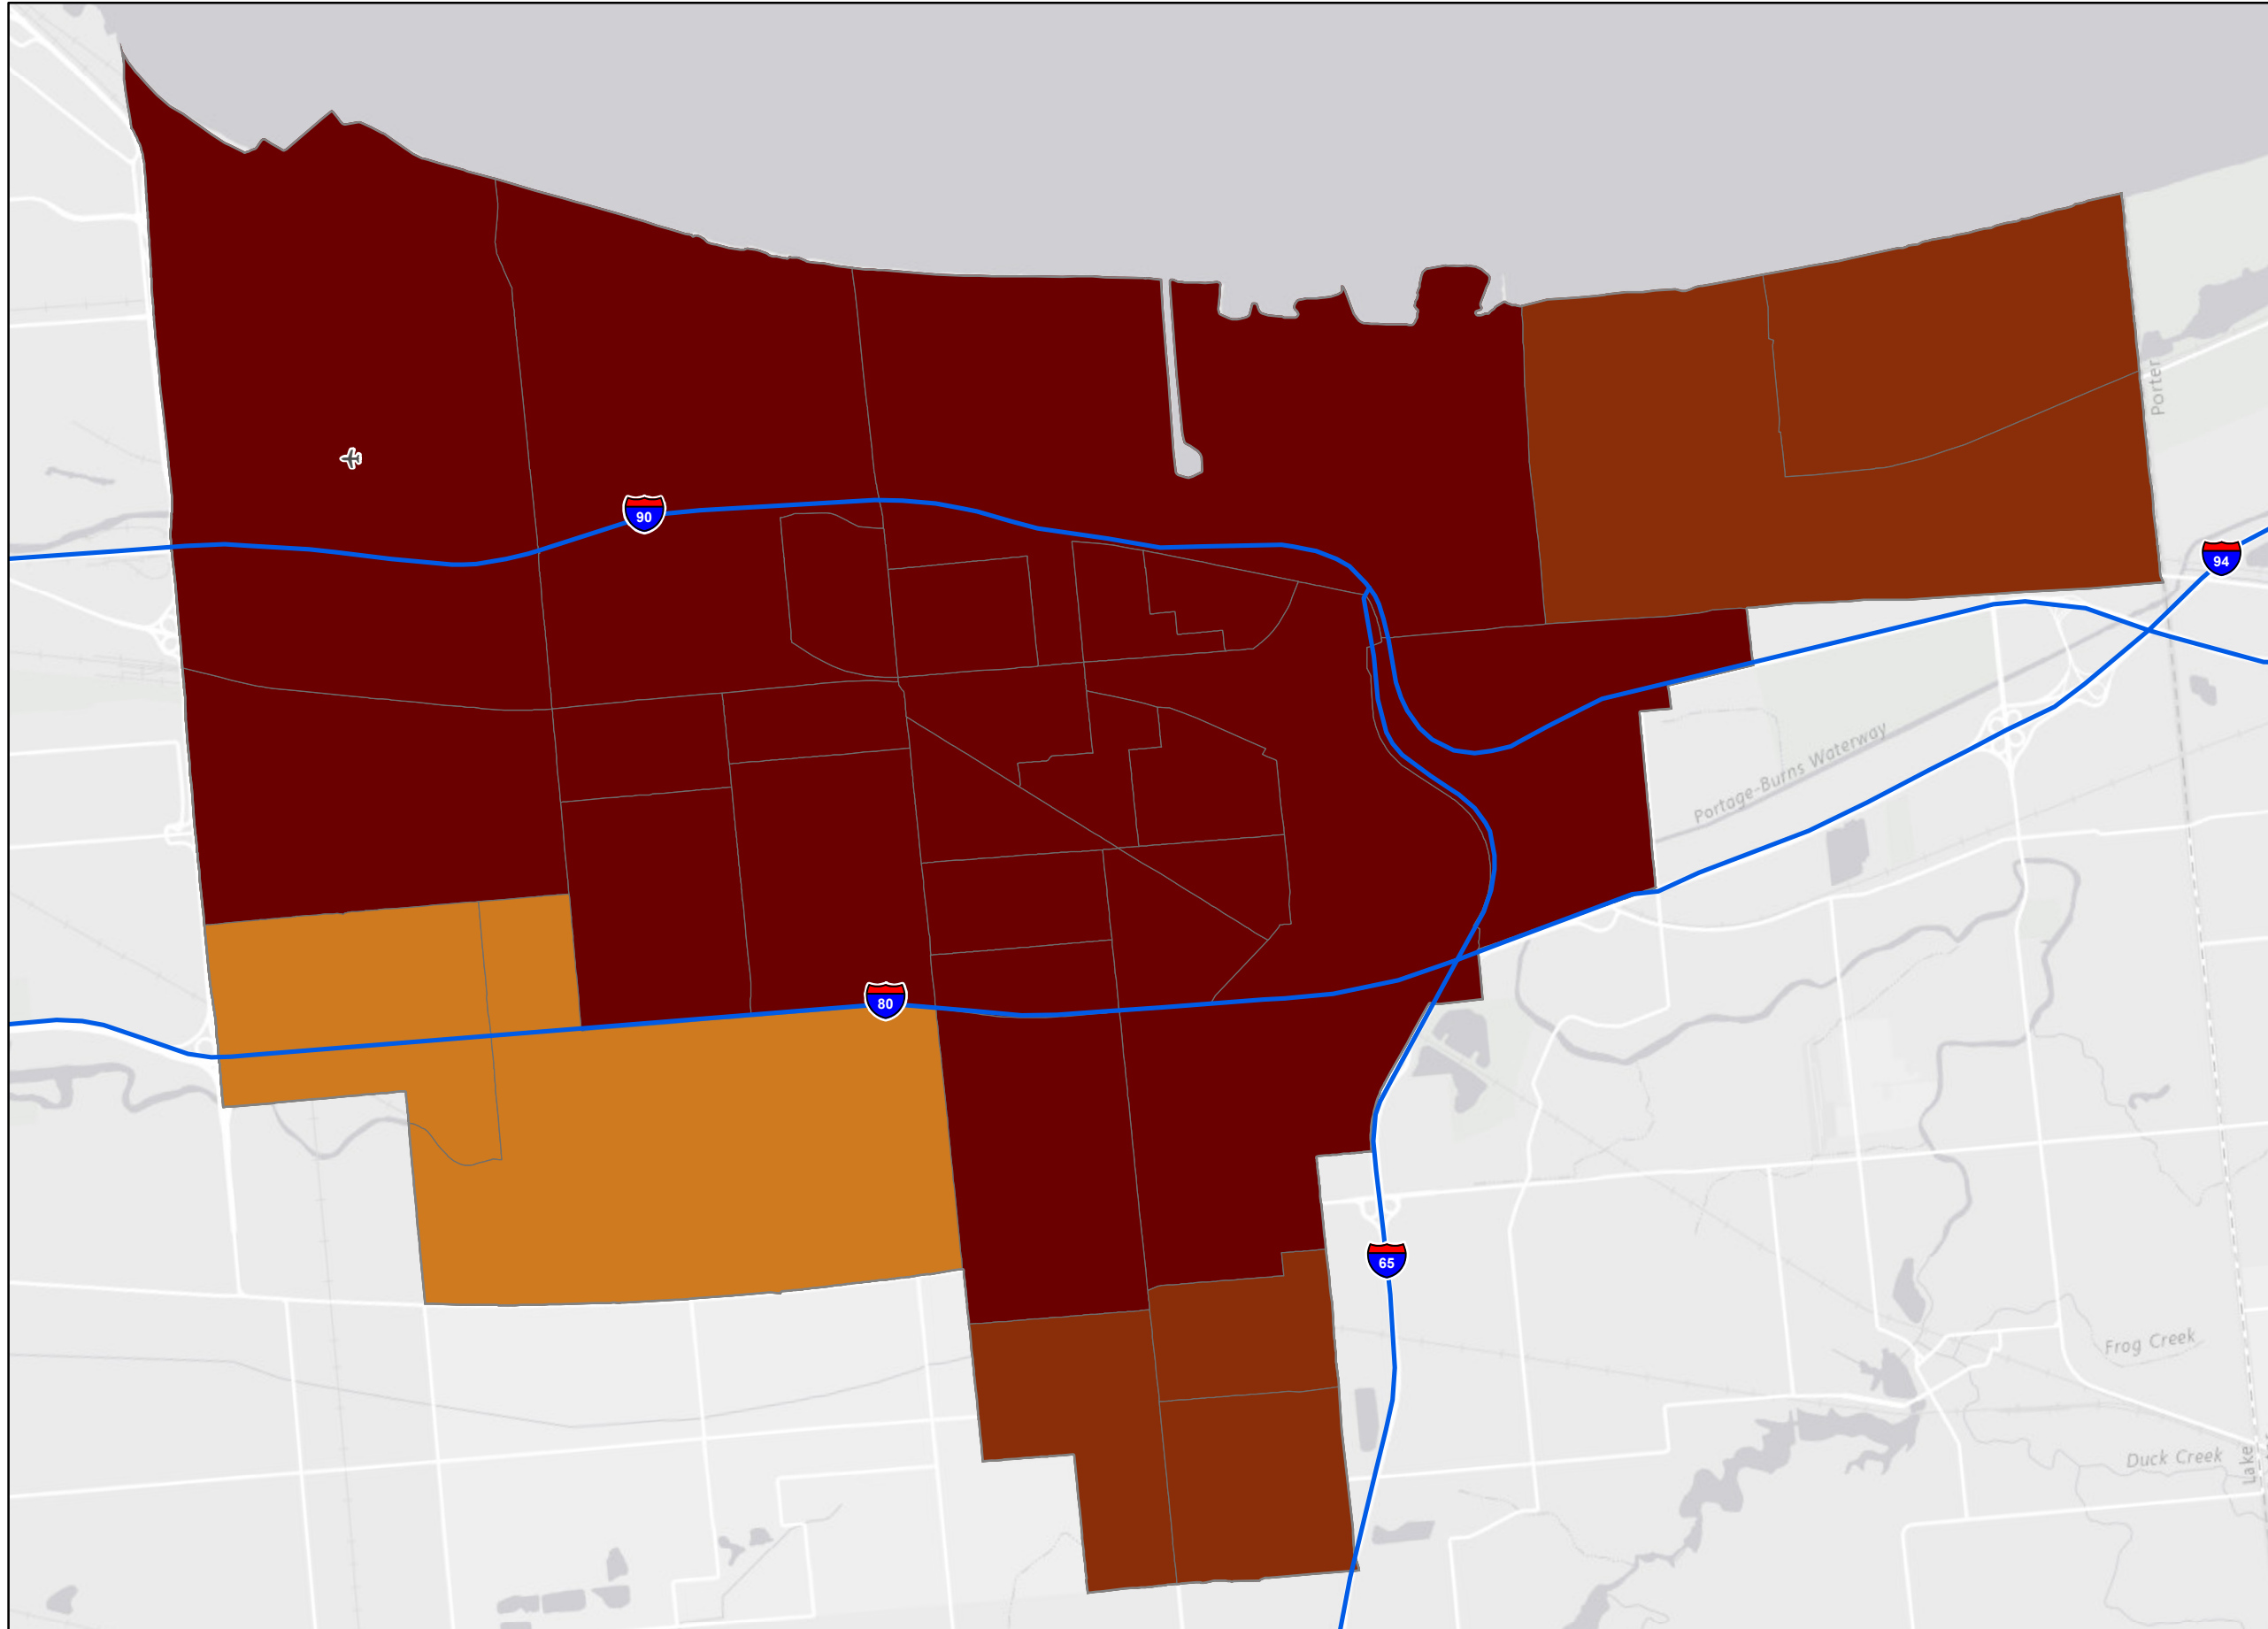 Porter
90
94
Portage-Burns Waterway
80
65
Frog Creek
Duck Creek
Lake